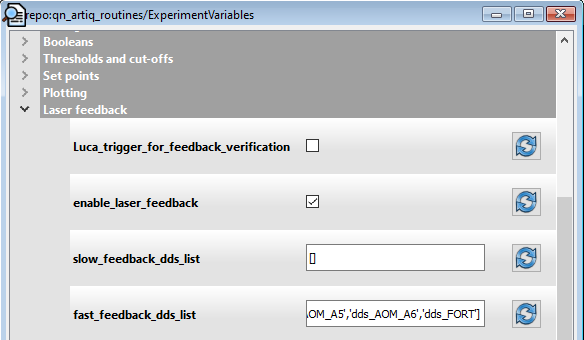 repo:qn_artiq_routines/ExperimentVariables
Booleans
Thresholds and cut-offs
Set points
Plotting
Laser feedback
Luca_trigger_for_feedback_verification
enable_laser_feedback
slow_feedback_dds_list
[]
fast_feedback_dds_list
OM_A5','dds_AOM_A6','dds_FORT']